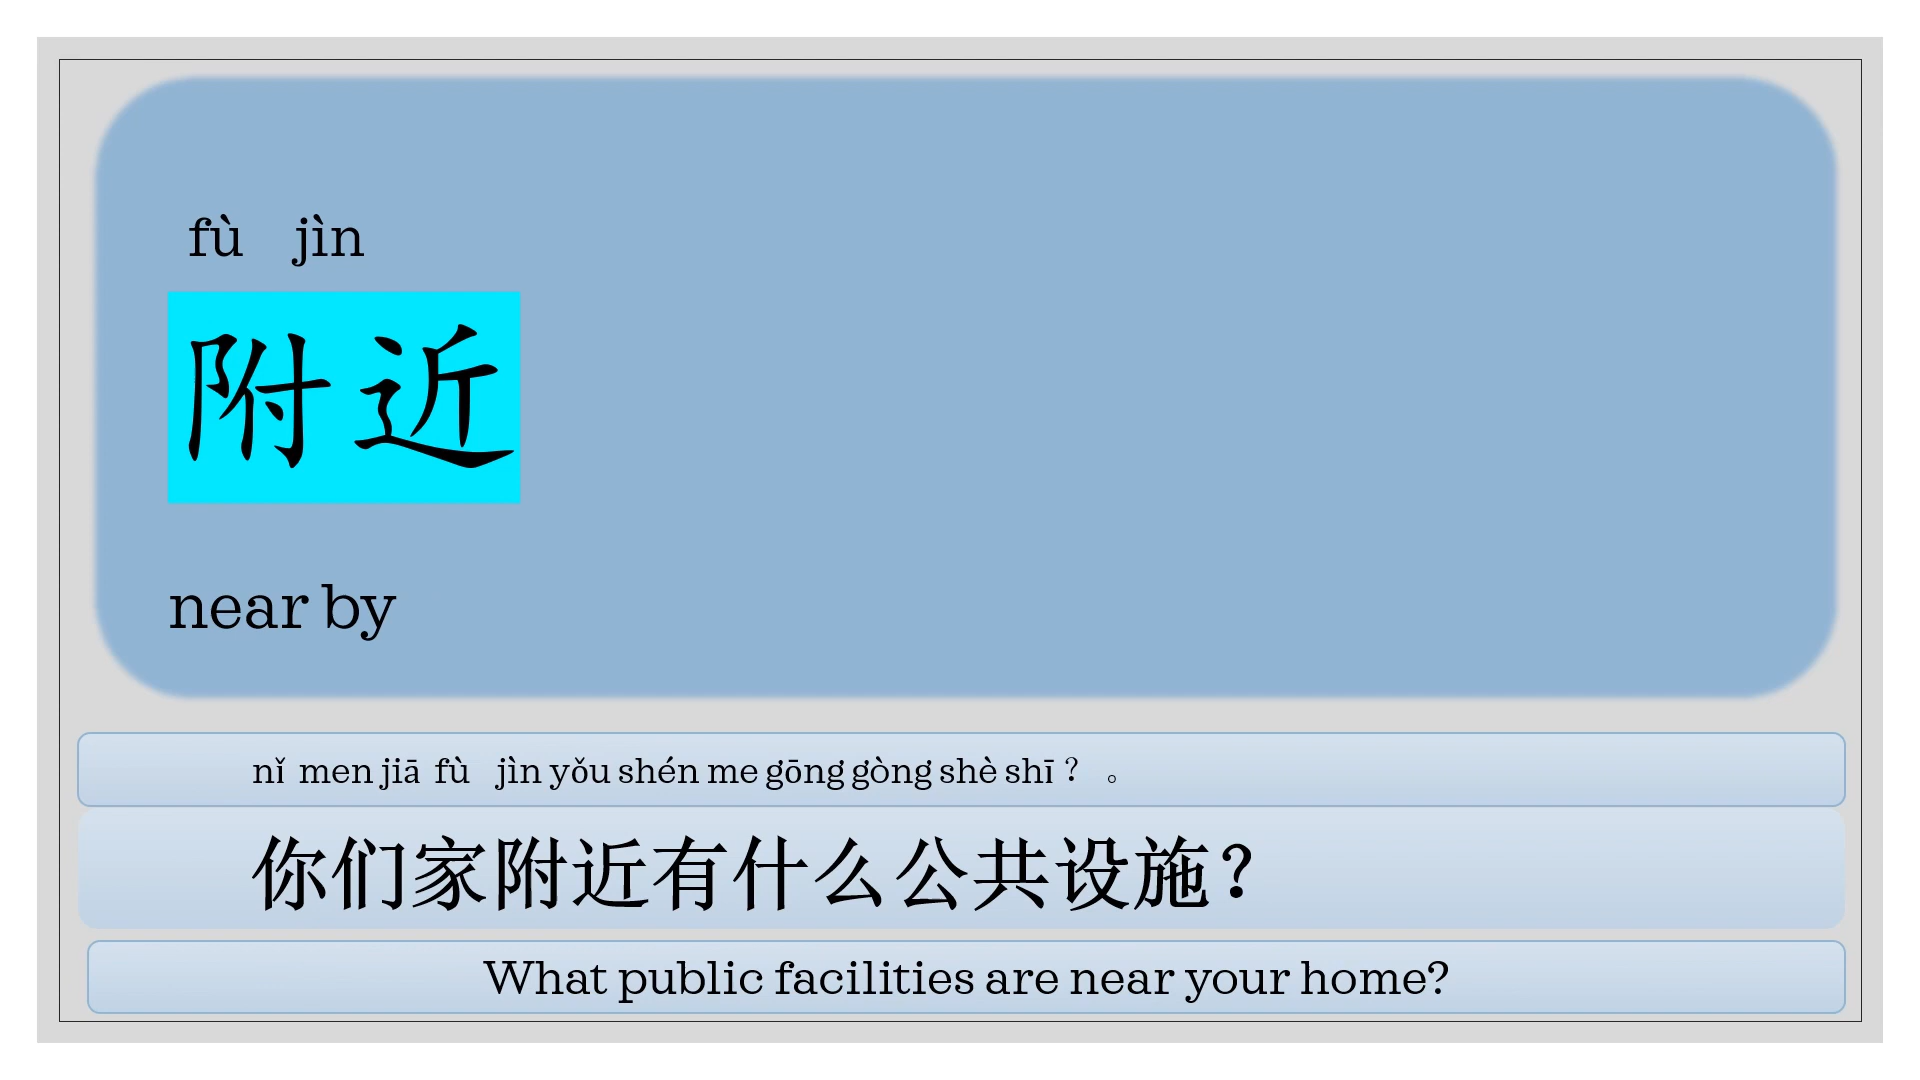 fù jìn
附近
near by
nǐ men jiā fù jìn yǒu shén me gōng gòng shè shī ? 。
你们家附近有什么公共设施？
What public facilities are near your home?